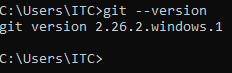 C:\Users\ITC>git --version
git version 2.26.2.windows.1
C:\Users\ITC>